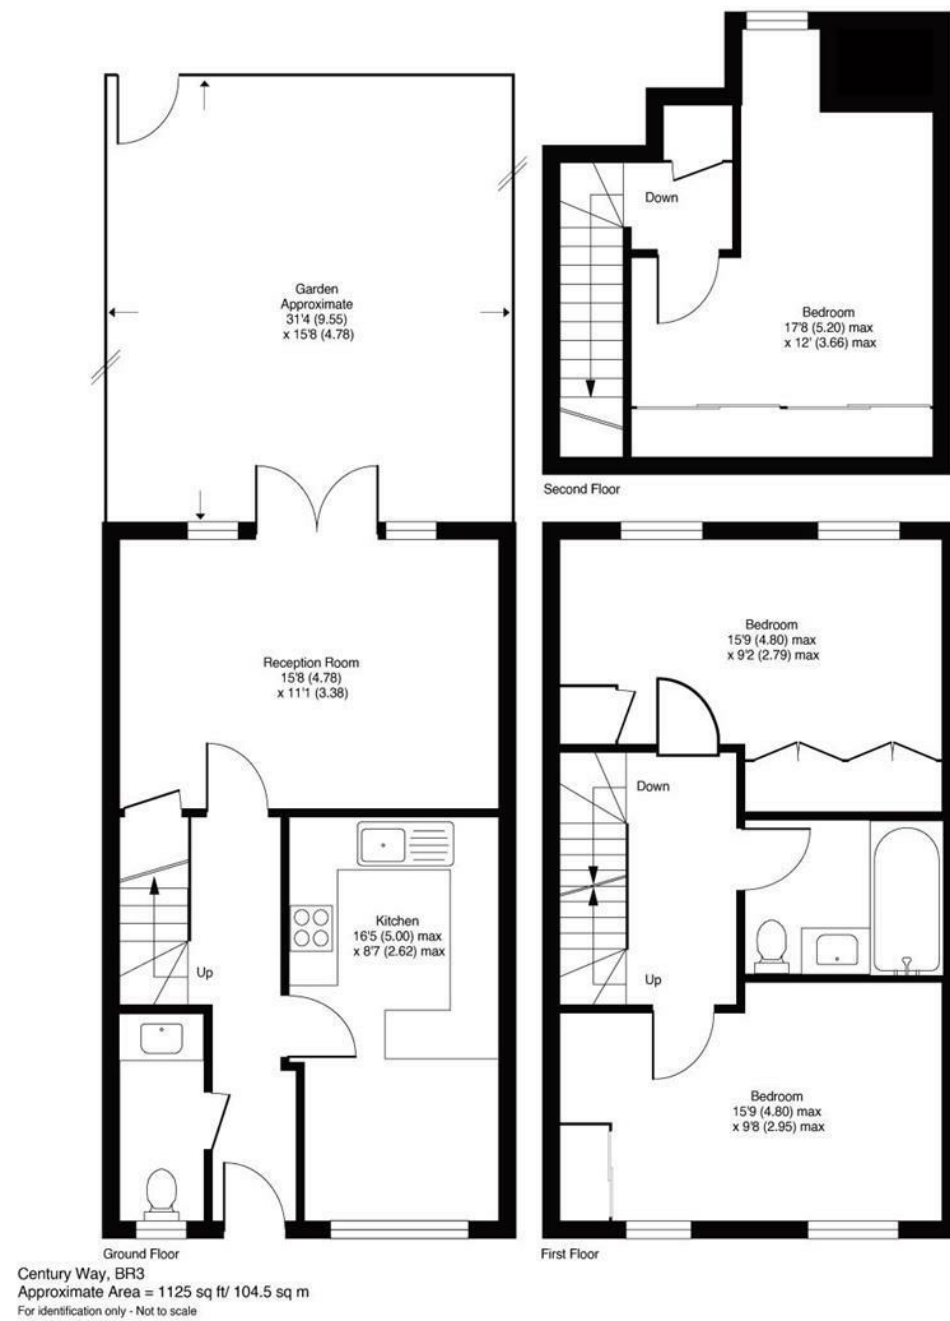 Down
Bedroom
17'8 (5.20) max
x 12' (3.66) max
Second Floor
Garden
Approximate
31'4 (9.55)
x 15'8 (4.78)
Reception Room
15'8 (4.78)
x 11'1 (3.38)
Kitchen
16'5 (5.00) max
x 8'7 (2.62) max
Up
Ground Floor
Bedroom
15'9 (4.80) max
x 9'2 (2.79) max
Down
Up
Bedroom
15'9 (4.80) max
x 9'8 (2.95) max
First Floor
Century Way, BR3
Approximate Area = 1125 sq ft/ 104.5 sq m
For identification only - Not to scale